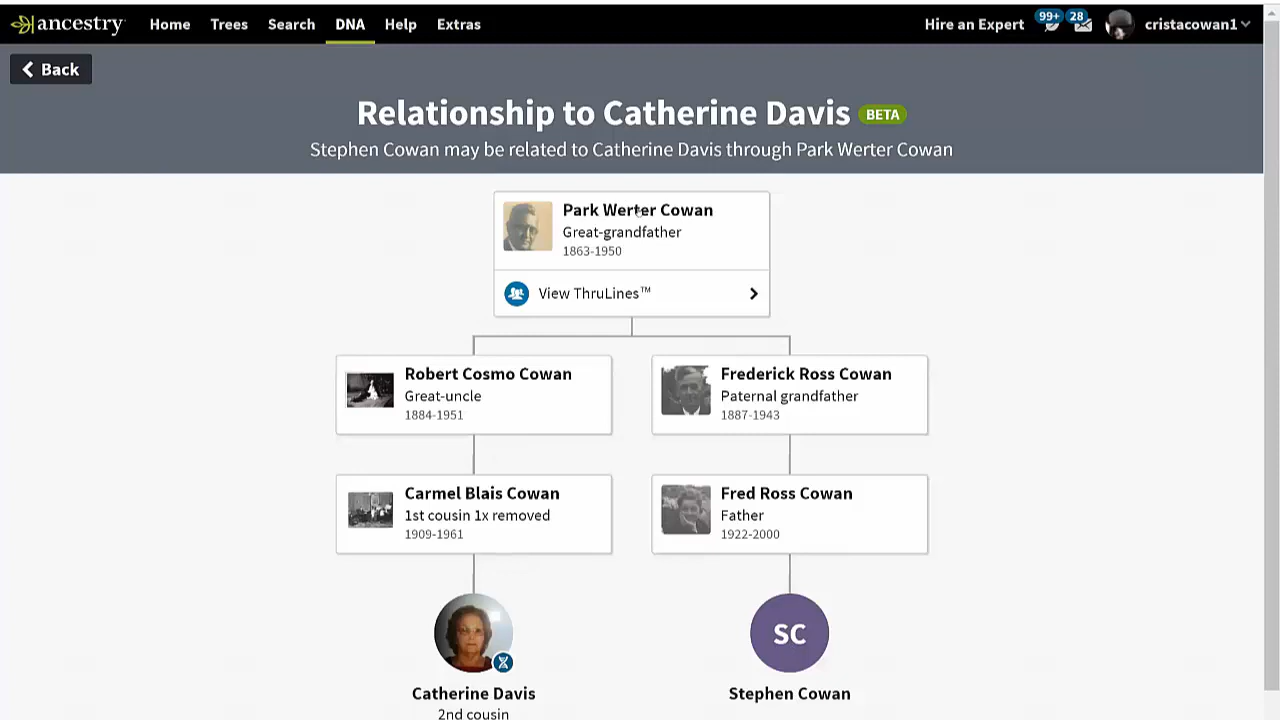 ancestry Home Trees Search DNA Help Extras Hire an Expert 99+ 28 cristacowan1
Back
Relationship to Catherine Davis BETA
Stephen Cowan may be related to Catherine Davis through Park Werter Cowan
Park Werter Cowan
Great-grandfather
1863-1950
View ThruLines™
Robert Cosmo Cowan
Great-uncle
1884-1951
Frederick Ross Cowan
Paternal grandfather
1887-1943
Carmel Blais Cowan
1st cousin 1x removed
1909-1961
Fred Ross Cowan
Father
1922-2000
SC
Catherine Davis
2nd cousin
Stephen Cowan